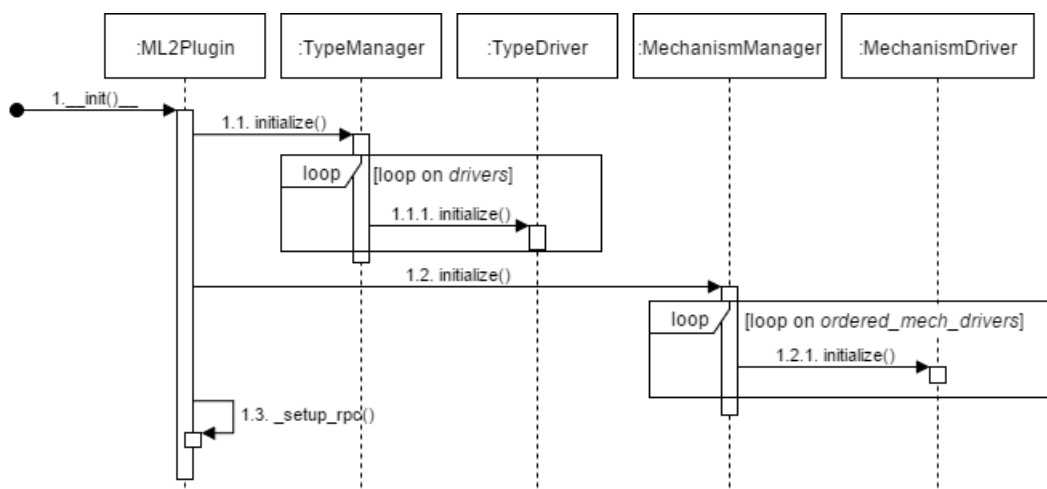 :ML2Plugin
:TypeManager
:TypeDriver
:MechanismManager
:MechanismDriver
1.__init()__
1.1. initialize()
loop
[loop on drivers]
1.1.1. initialize()
1.2. initialize()
loop
[loop on ordered_mech_drivers]
1.2.1. initialize()
1.3. _setup_rpc()